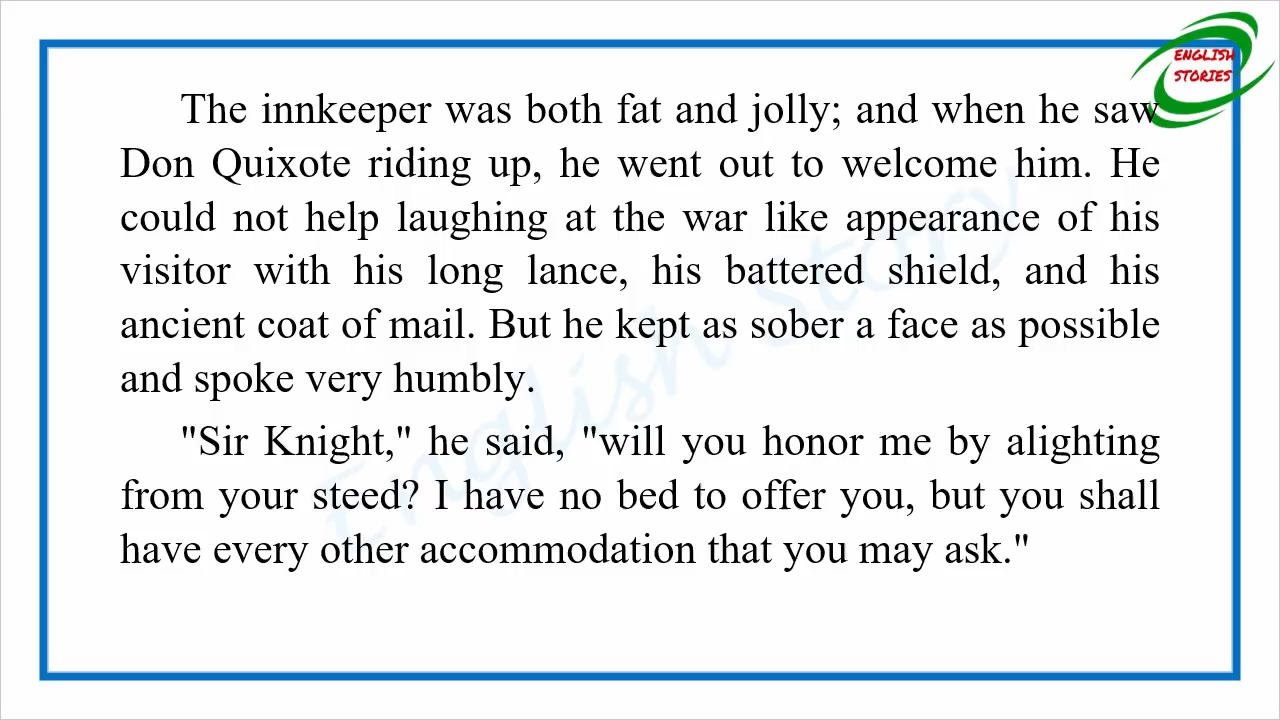 ENGLISH
STORIES
The innkeeper was both fat and jolly; and when he saw
Don Quixote riding up, he went out to welcome him. He
could not help laughing at the war like appearance of his
visitor with his long lance, his battered shield, and his
ancient coat of mail. But he kept as sober a face as possible
and spoke very humbly.
"Sir Knight," he said, "will you honor me by alighting
from your steed? I have no bed to offer you, but you shall
have every other accommodation that you may ask."
English Story